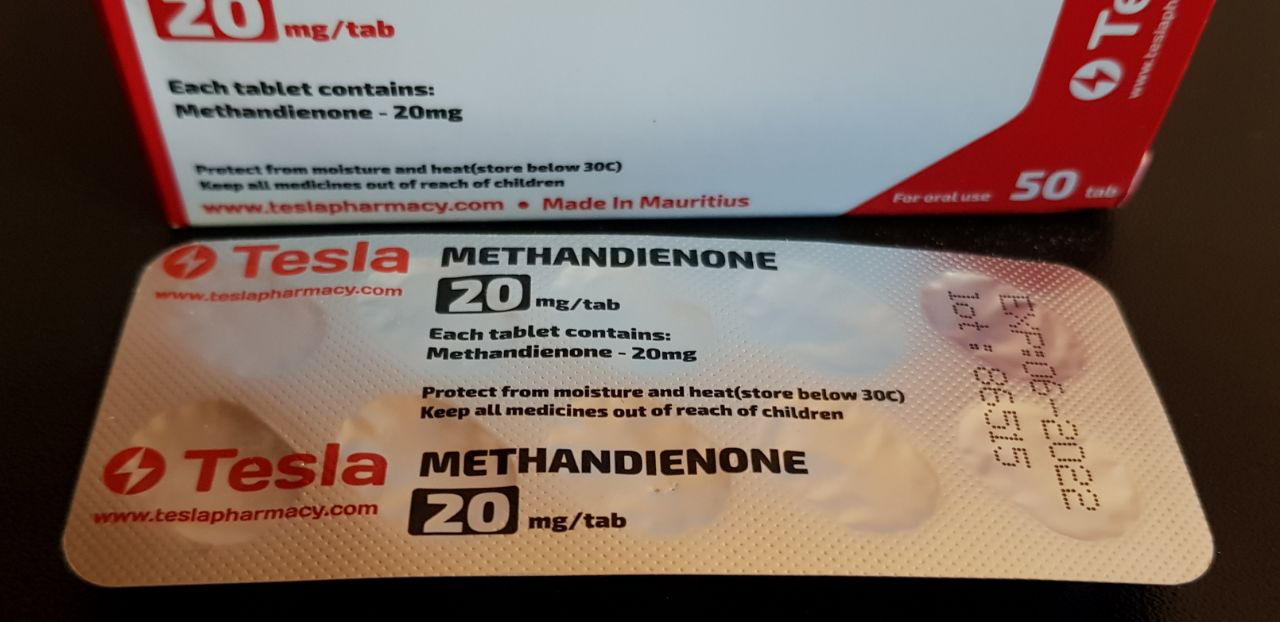 20 mg/tab
Each tablet contains:
Methandienone - 20mg
Protect from moisture and heat(store below 30C)
Keep all medicines out of reach of children
www.teslapharmacy.com • Made In Mauritius
For oral use 50 tab
Tesla
www.teslapharmacy.com
METHANDIENONE
20 mg/tab
Each tablet contains:
Methandienone - 20mg
Protect from moisture and heat(store below 30C)
Keep all medicines out of reach of children
Tesla
www.teslapharmacy.com
METHANDIENONE
20 mg/tab
lot:86515
EXP:06-2022